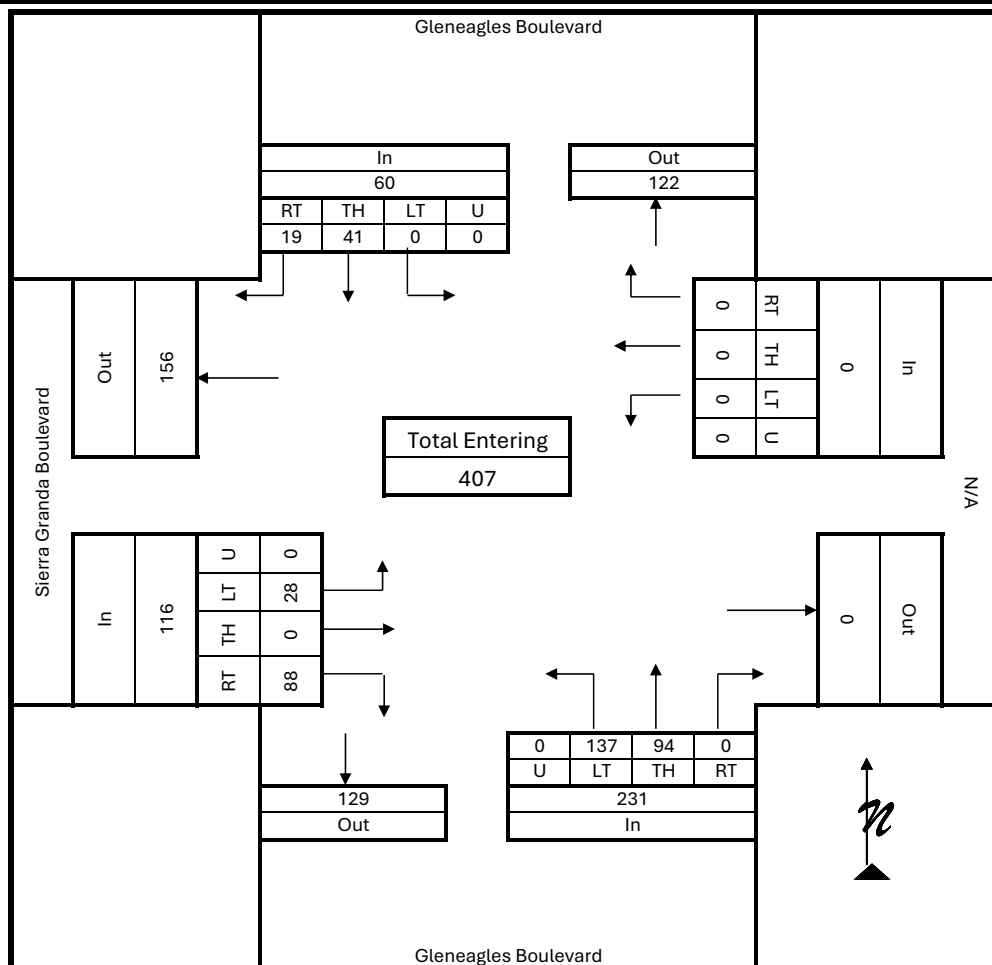 Gleneagles Boulevard
In
60
RT TH LT U
19 41 0 0
Out
122
Out
156
RT 0
TH 0
LT 0
U 0
0
In
Sierra Granda Boulevard
Total Entering
407
N/A
In
116
U 0
LT 28
TH 0
RT 88
0
Out
129
Out
0 137 94 0
U LT TH RT
231
In
n
Gleneagles Boulevard